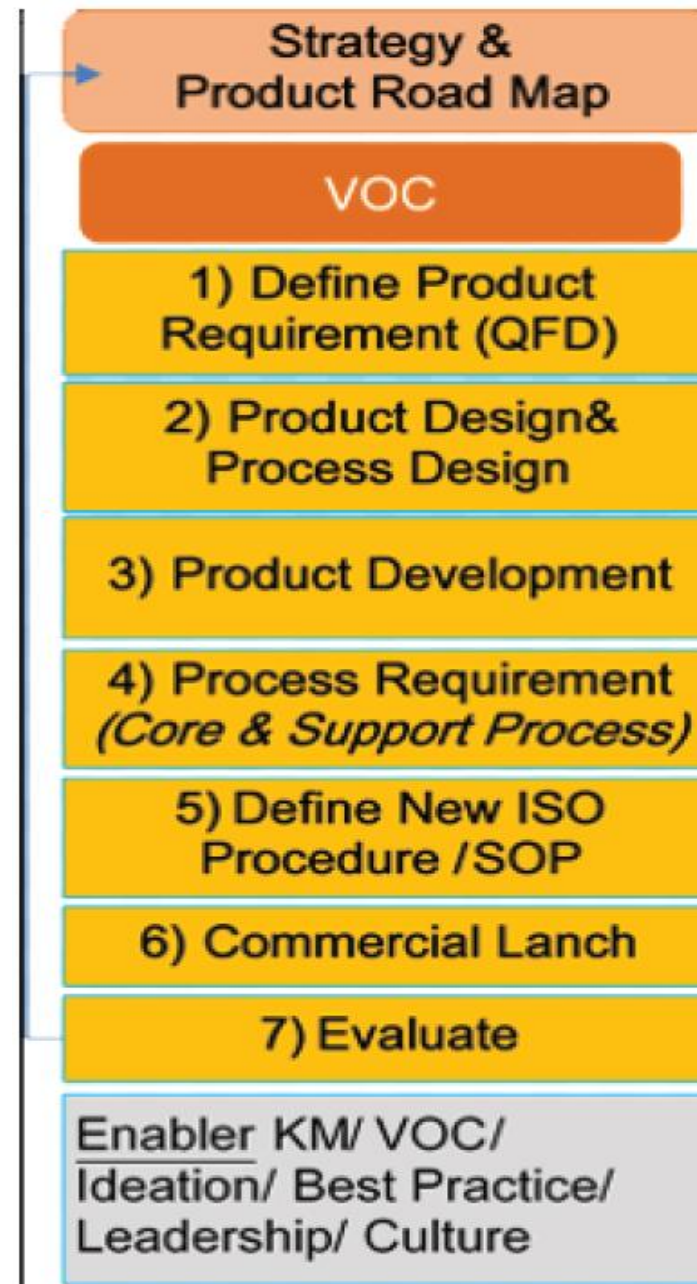 Strategy &
Product Road Map
VOC
1) Define Product
Requirement (QFD)
2) Product Design&
Process Design
3) Product Development
4) Process Requirement
(Core & Support Process)
5) Define New ISO
Procedure /SOP
6) Commercial Lanch
7) Evaluate
Enabler KM/ VOC/
Ideation/ Best Practice/
Leadership/ Culture